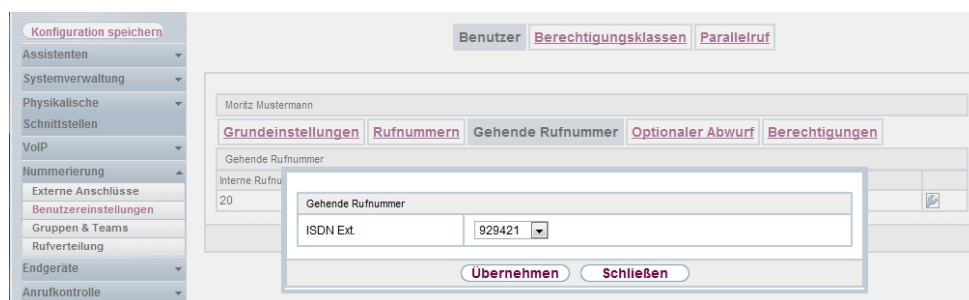 Konfiguration speichern
Assistenten
Systemverwaltung
Physikalische
Schnittstellen
VoIP
Nummerierung
Externe Anschlüsse
Benutzereinstellungen
Gruppen & Teams
Rufverteilung
Endgeräte
Anrufkontrolle
Benutzer Berechtigungsklassen Parallelruf
Moritz Mustermann
Grundeinstellungen Rufnummern Gehende Rufnummer Optionaler Abwurf Berechtigungen
Gehende Rufnummer
Interne Rufnu
20
Gehende Rufnummer
ISDN Ext. 929421
Übernehmen Schließen